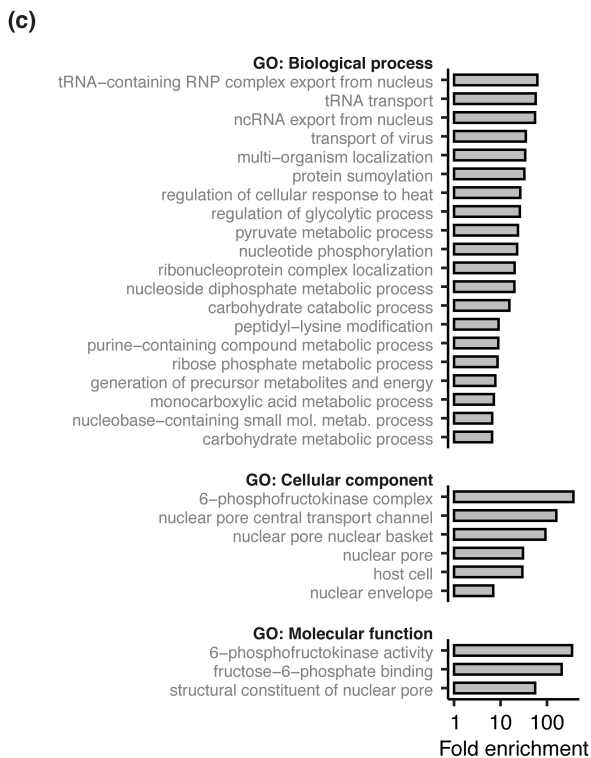 (c)
GO: Biological process
tRNA−containing RNP complex export from nucleus
tRNA transport
ncRNA export from nucleus
transport of virus
multi−organism localization
protein sumoylation
regulation of cellular response to heat
regulation of glycolytic process
pyruvate metabolic process
nucleotide phosphorylation
ribonucleoprotein complex localization
nucleoside diphosphate metabolic process
carbohydrate catabolic process
peptidyl−lysine modification
purine−containing compound metabolic process
ribose phosphate metabolic process
generation of precursor metabolites and energy
monocarboxylic acid metabolic process
nucleobase−containing small mol. metab. process
carbohydrate metabolic process
GO: Cellular component
6−phosphofructokinase complex
nuclear pore central transport channel
nuclear pore nuclear basket
nuclear pore
host cell
nuclear envelope
GO: Molecular function
6−phosphofructokinase activity
fructose−6−phosphate binding
structural constituent of nuclear pore
1 10 100
Fold enrichment